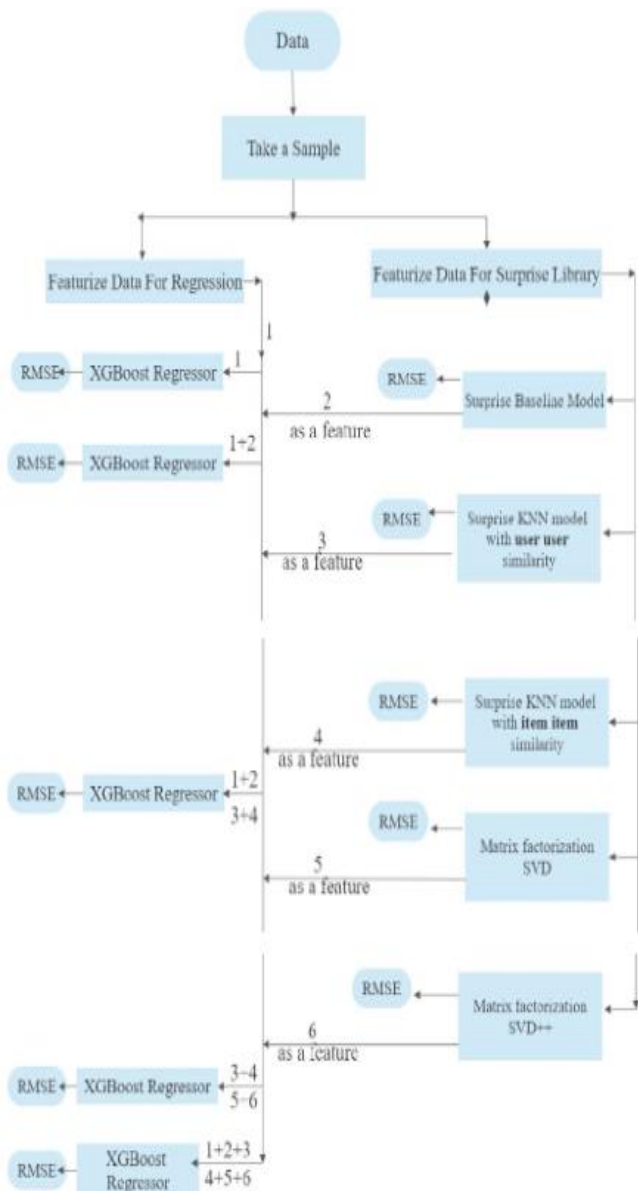 Data
Take a Sample
Featurize Data For Regression
Featurize Data For Surprise Library
1
RMSE
XGBoost Regressor
1
RMSE
Surprise Baseline Model
2
as a feature
RMSE
XGBoost Regressor
1+2
RMSE
Surprise KNN model
with user user
similarity
3
as a feature
RMSE
Surprise KNN model
with item item
similarity
4
as a feature
RMSE
XGBoost Regressor
1+2
3+4
RMSE
Matrix factorization
SVD
5
as a feature
RMSE
Matrix factorization
SVD++
6
as a feature
RMSE
XGBoost Regressor
3-4
5-6
RMSE
XGBoost
Regressor
1+2+3
4+5+6